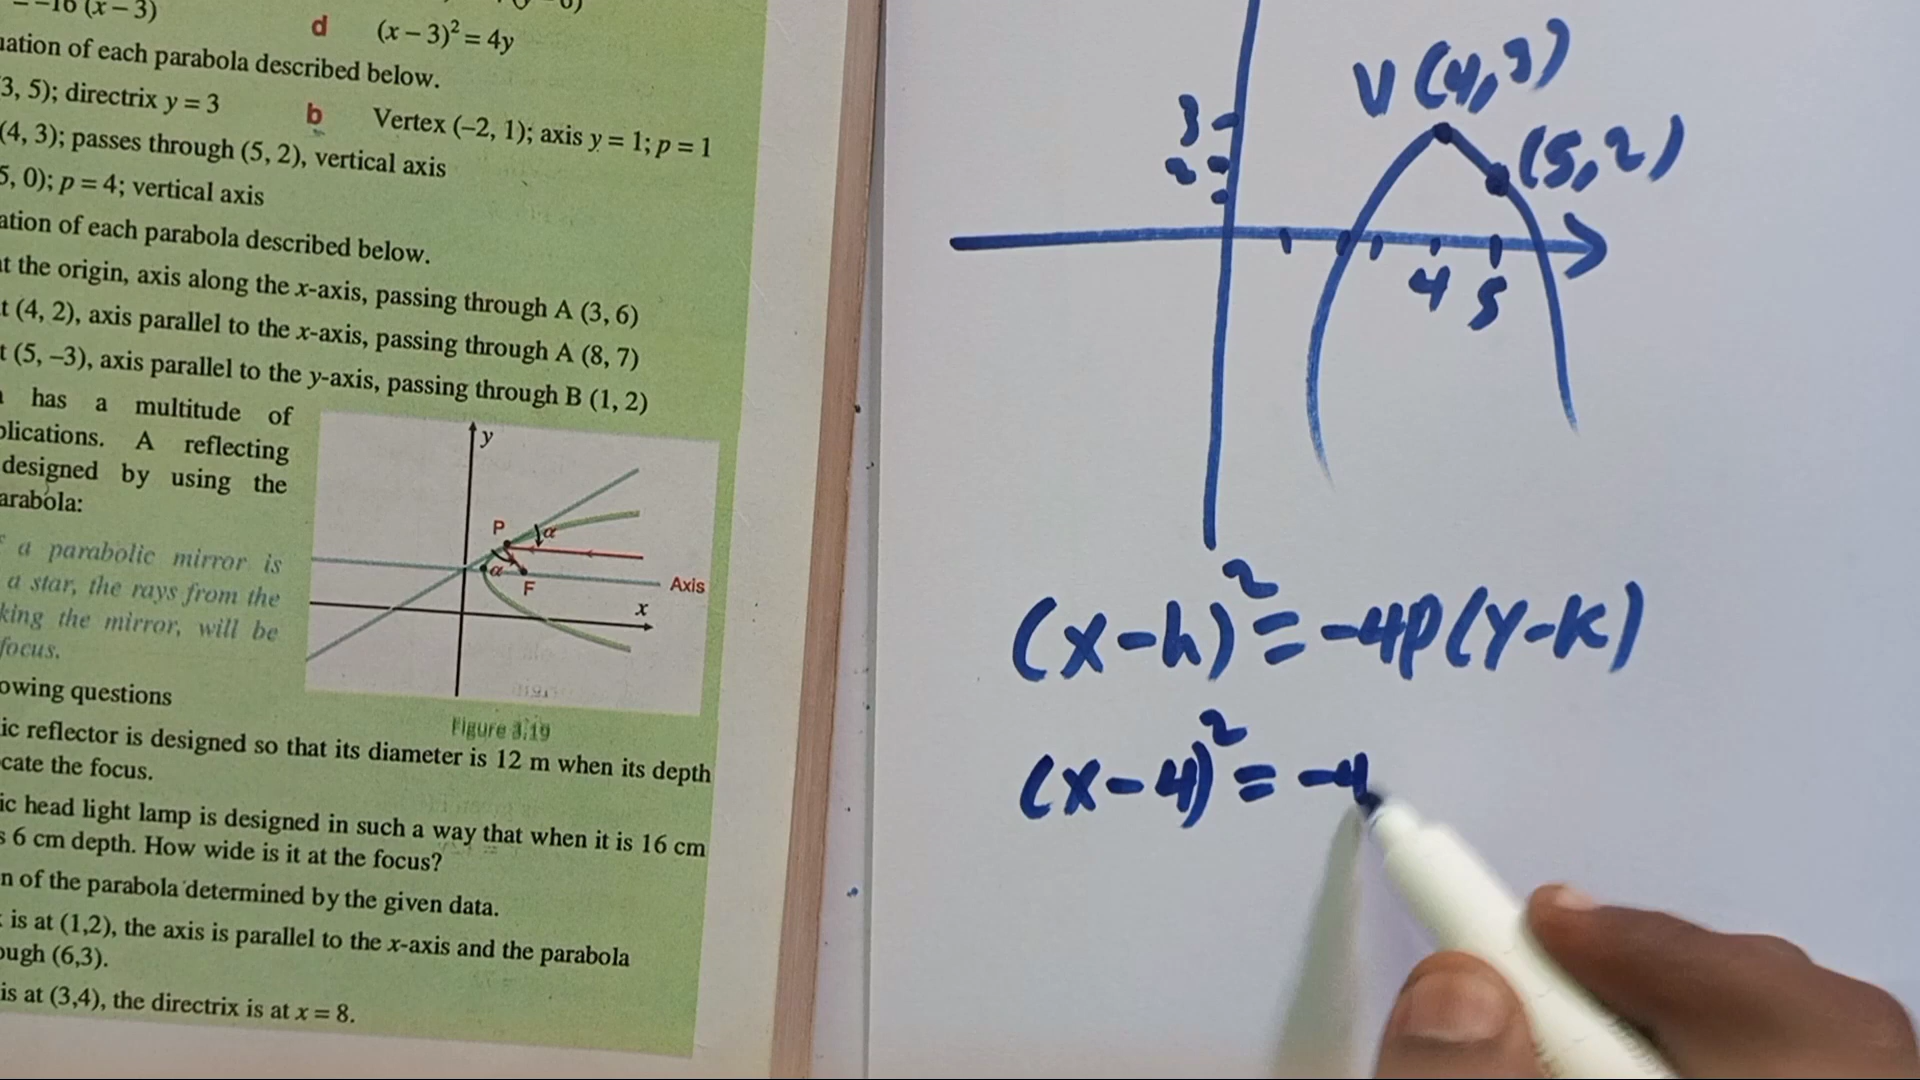 -16 (x – 3)
d (x – 3)² = 4y
uation of each parabola described below.
3, 5); directrix y = 3
b Vertex (–2, 1); axis y = 1; p = 1
(4, 3); passes through (5, 2), vertical axis
5, 0); p = 4; vertical axis
ation of each parabola described below.
at the origin, axis along the x-axis, passing through A (3, 6)
t (4, 2), axis parallel to the x-axis, passing through A (8, 7)
t (5, –3), axis parallel to the y-axis, passing through B (1, 2)
has a multitude of
plications. A reflecting
designed by using the
arabola:
a parabolic mirror is
a star, the rays from the
king the mirror, will be
focus.
y
P
α
α
F
Axis
x
Figure 3.19
owing questions
ic reflector is designed so that its diameter is 12 m when its depth
cate the focus.
ic head light lamp is designed in such a way that when it is 16 cm
s 6 cm depth. How wide is it at the focus?
n of the parabola determined by the given data.
is at (1,2), the axis is parallel to the x-axis and the parabola
ough (6,3).
is at (3,4), the directrix is at x = 8.
V(4,3)
3
2
(5,2)
4 5
(x-h)² = -4p(y-k)
(x-4)² = -4